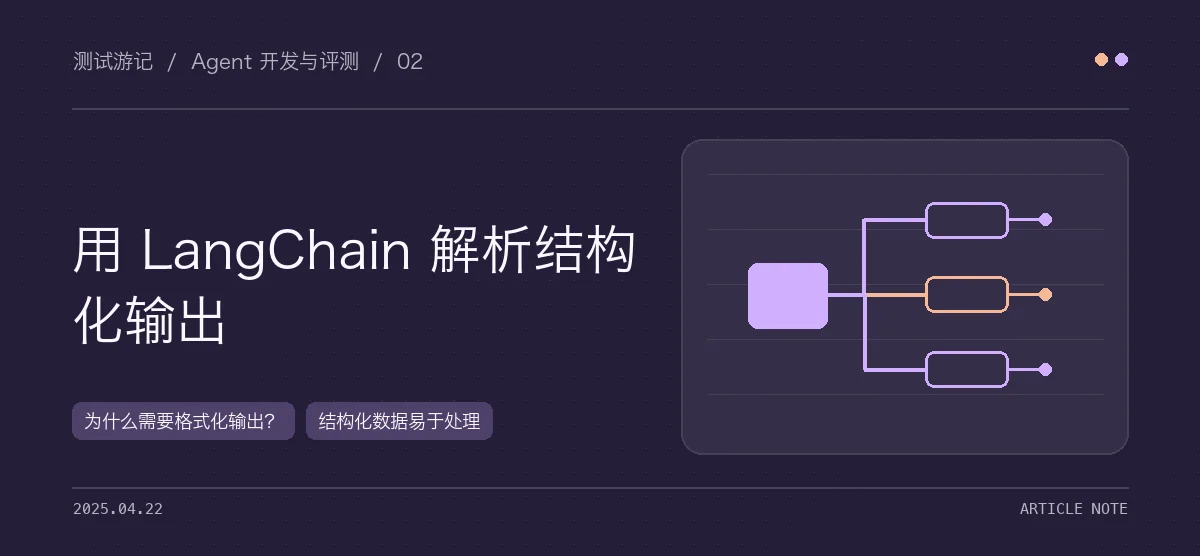 测试游记 / Agent 开发与评测 / 02
用 LangChain 解析结构
化输出
为什么需要格式化输出？
结构化数据易于处理
2025.04.22
ARTICLE NOTE